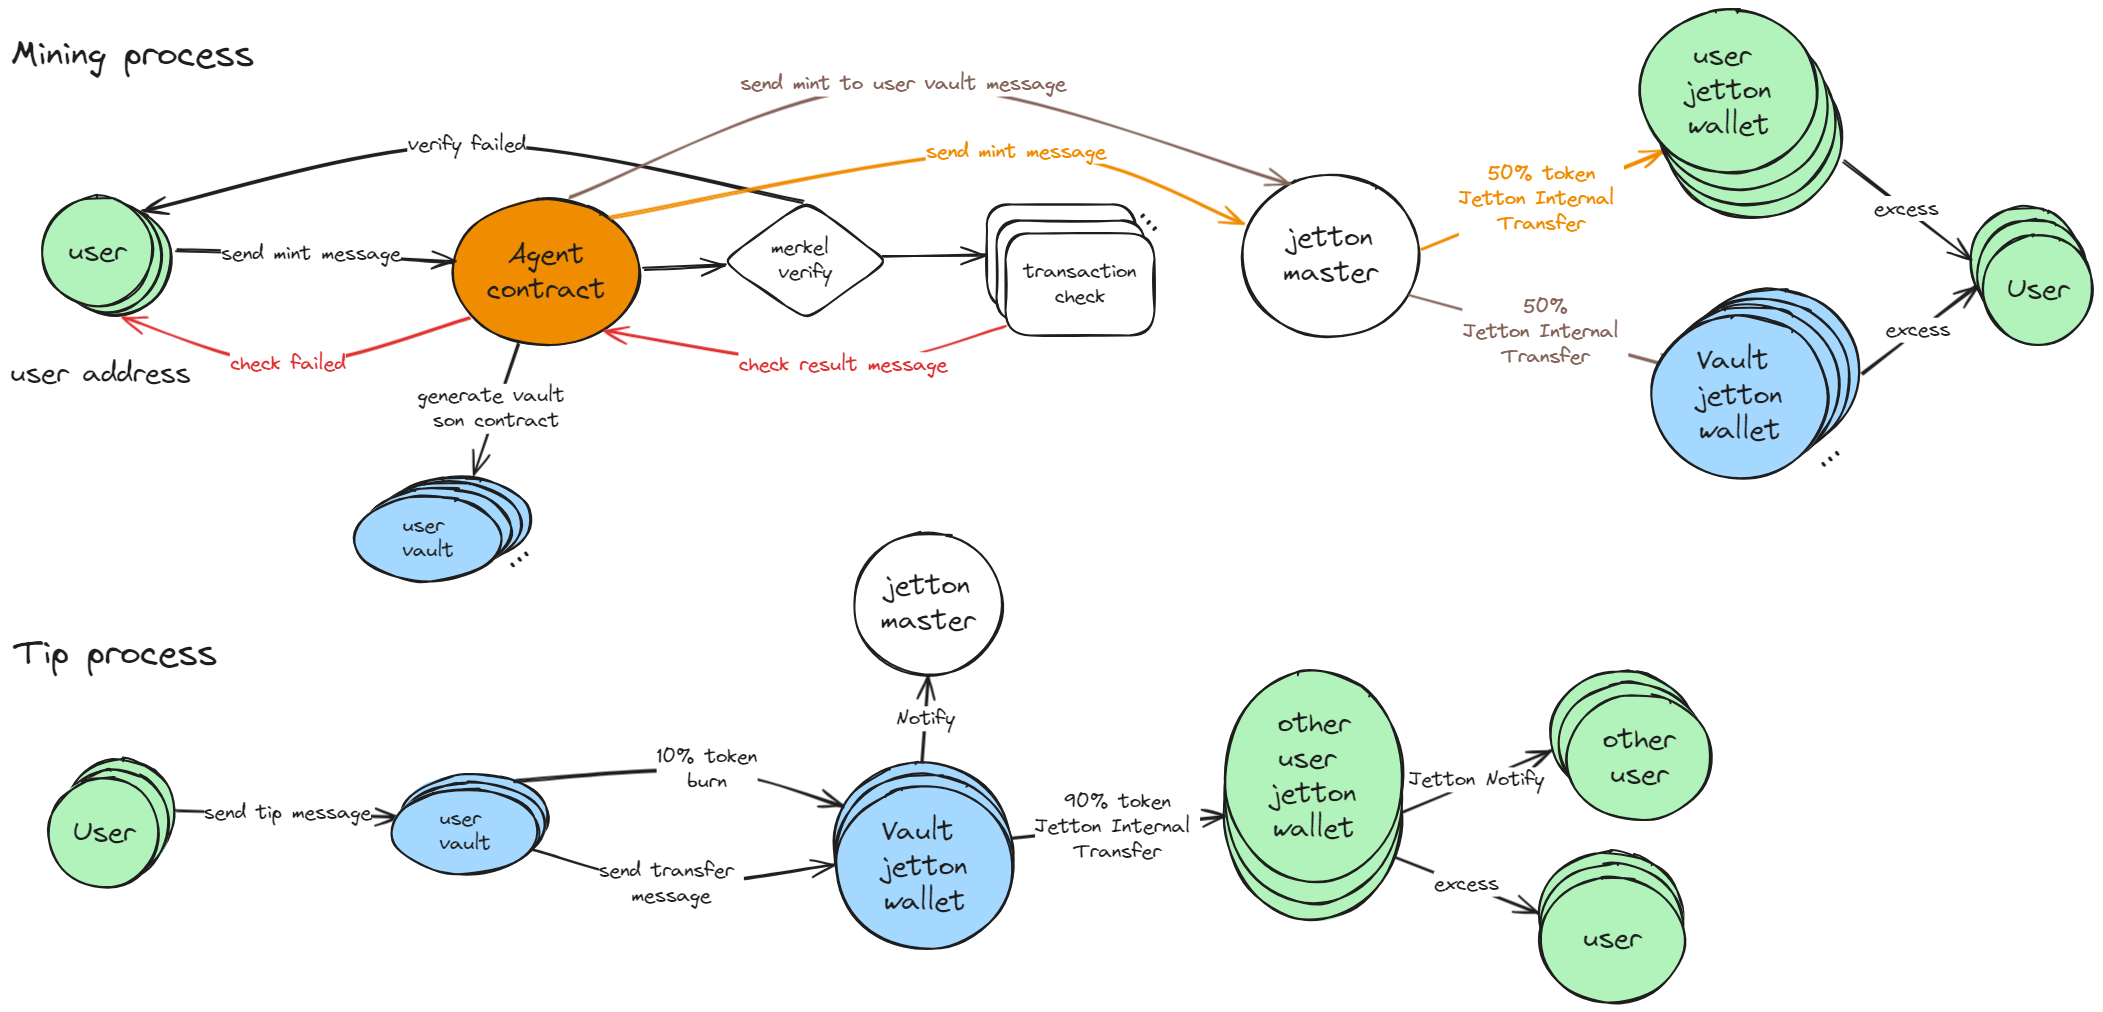 Mining process
send mint to user vault message
verify failed
send mint message
user
send mint message
Agent
contract
merkel
verify
transaction
check
...
jetton
master
50% token
Jetton Internal
Transfer
user
jetton
wallet
excess
50%
Jetton Internal
Transfer
Vault
jetton
wallet
...
excess
User
check failed
check result message
user address
generate vault
son contract
user
vault
...
Tip process
User
send tip message
user
vault
10% token
burn
send transfer
message
jetton
master
Notify
Vault
jetton
wallet
90% token
Jetton Internal
Transfer
other
user
jetton
wallet
Jetton Notify
other
user
excess
user